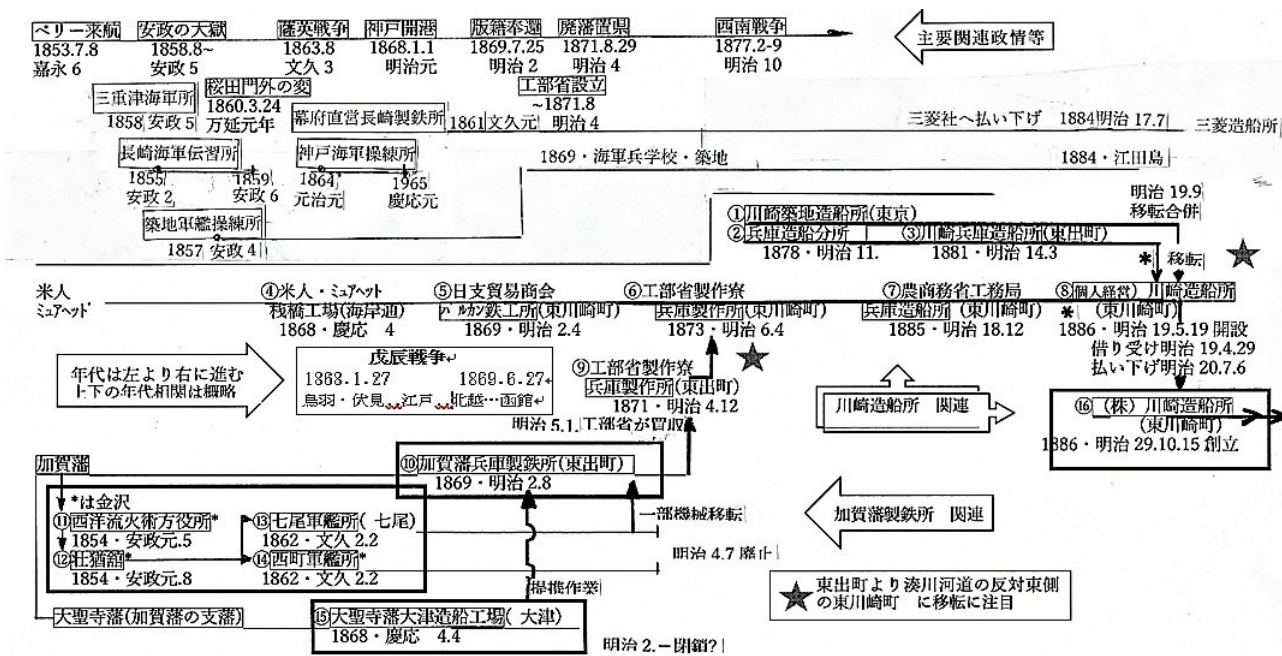 ペリー来航 安政の大獄 薩英戦争 神戸開港 版籍奉還 廃藩置県 西南戦争
1853.7.8 1858.8~ 1863.8 1868.1.1 1869.7.25 1871.8.29 1877.2-9
嘉永 6 安政 5 文久 3 明治元 明治 2 明治 4 明治 10
主要関連政情等
三重津海軍所
1858 安政 5
桜田門外の変
1860.3.24
万延元年
幕府直営長崎製鉄所
1861 文久元
工部省設立
~1871.8
明治 4
三菱社へ払い下げ 1884 明治 17.7 三菱造船所
長崎海軍伝習所
1855 1859
安政 2 安政 6
神戸海軍操練所
1864 1965
元治元 慶応元
1869・海軍兵学校・築地
1884・江田島
築地軍艦操練所
1857 安政 4
明治 19.9
移転合併
①川崎築地造船所(東京)
②兵庫造船分所 ③川崎兵庫造船所(東出町)
1878・明治 11. 1881・明治 14.3
* 移転
米人
ミュアヘッド
④米人・ミュアヘット
桟橋工場(海岸通)
1868・慶応 4
⑤日支貿易商会
バルカン鉄工所(東川崎町)
1869・明治 2.4
⑥工部省製作寮
兵庫製作所(東川崎町)
1873・明治 6.4
⑦農商務省工務局
兵庫造船所 (東川崎町)
1885・明治 18.12
⑧(個人経営)川崎造船所
* (東川崎町)
1886・明治 19.5.19 開設
借り受け明治 19.4.29
払い下げ明治 20.7.6
年代は左より右に進む
上下の年代相関は概略
戊辰戦争
1868.1.27 1869.6.27
鳥羽・伏見…江戸…北越…函館
⑨工部省製作寮
兵庫製作所(東出町)
1871・明治 4.12
明治 5.1.工部省が買収
川崎造船所 関連
⑯(株)川崎造船所
(東川崎町)
1886・明治 29.10.15 創立
加賀藩
⑩加賀藩兵庫製鉄所(東出町)
1869・明治 2.8
*は金沢
⑪西洋流火術方役所*
1854・安政元.5
⑫壮猶舘*
1854・安政元.8
⑬七尾軍艦所( 七尾)
1862・文久 2.2
⑭西町軍艦所*
1862・文久 2.2
一部機械移転
明治 4.7 廃止
加賀藩製鉄所 関連
提携作業
大聖寺藩(加賀藩の支藩)
⑮大聖寺藩大津造船工場( 大津)
1868・慶応 4.4
明治 2.－閉鎖?
東出町より湊川河道の反対東側
の東川崎町 に移転に注目